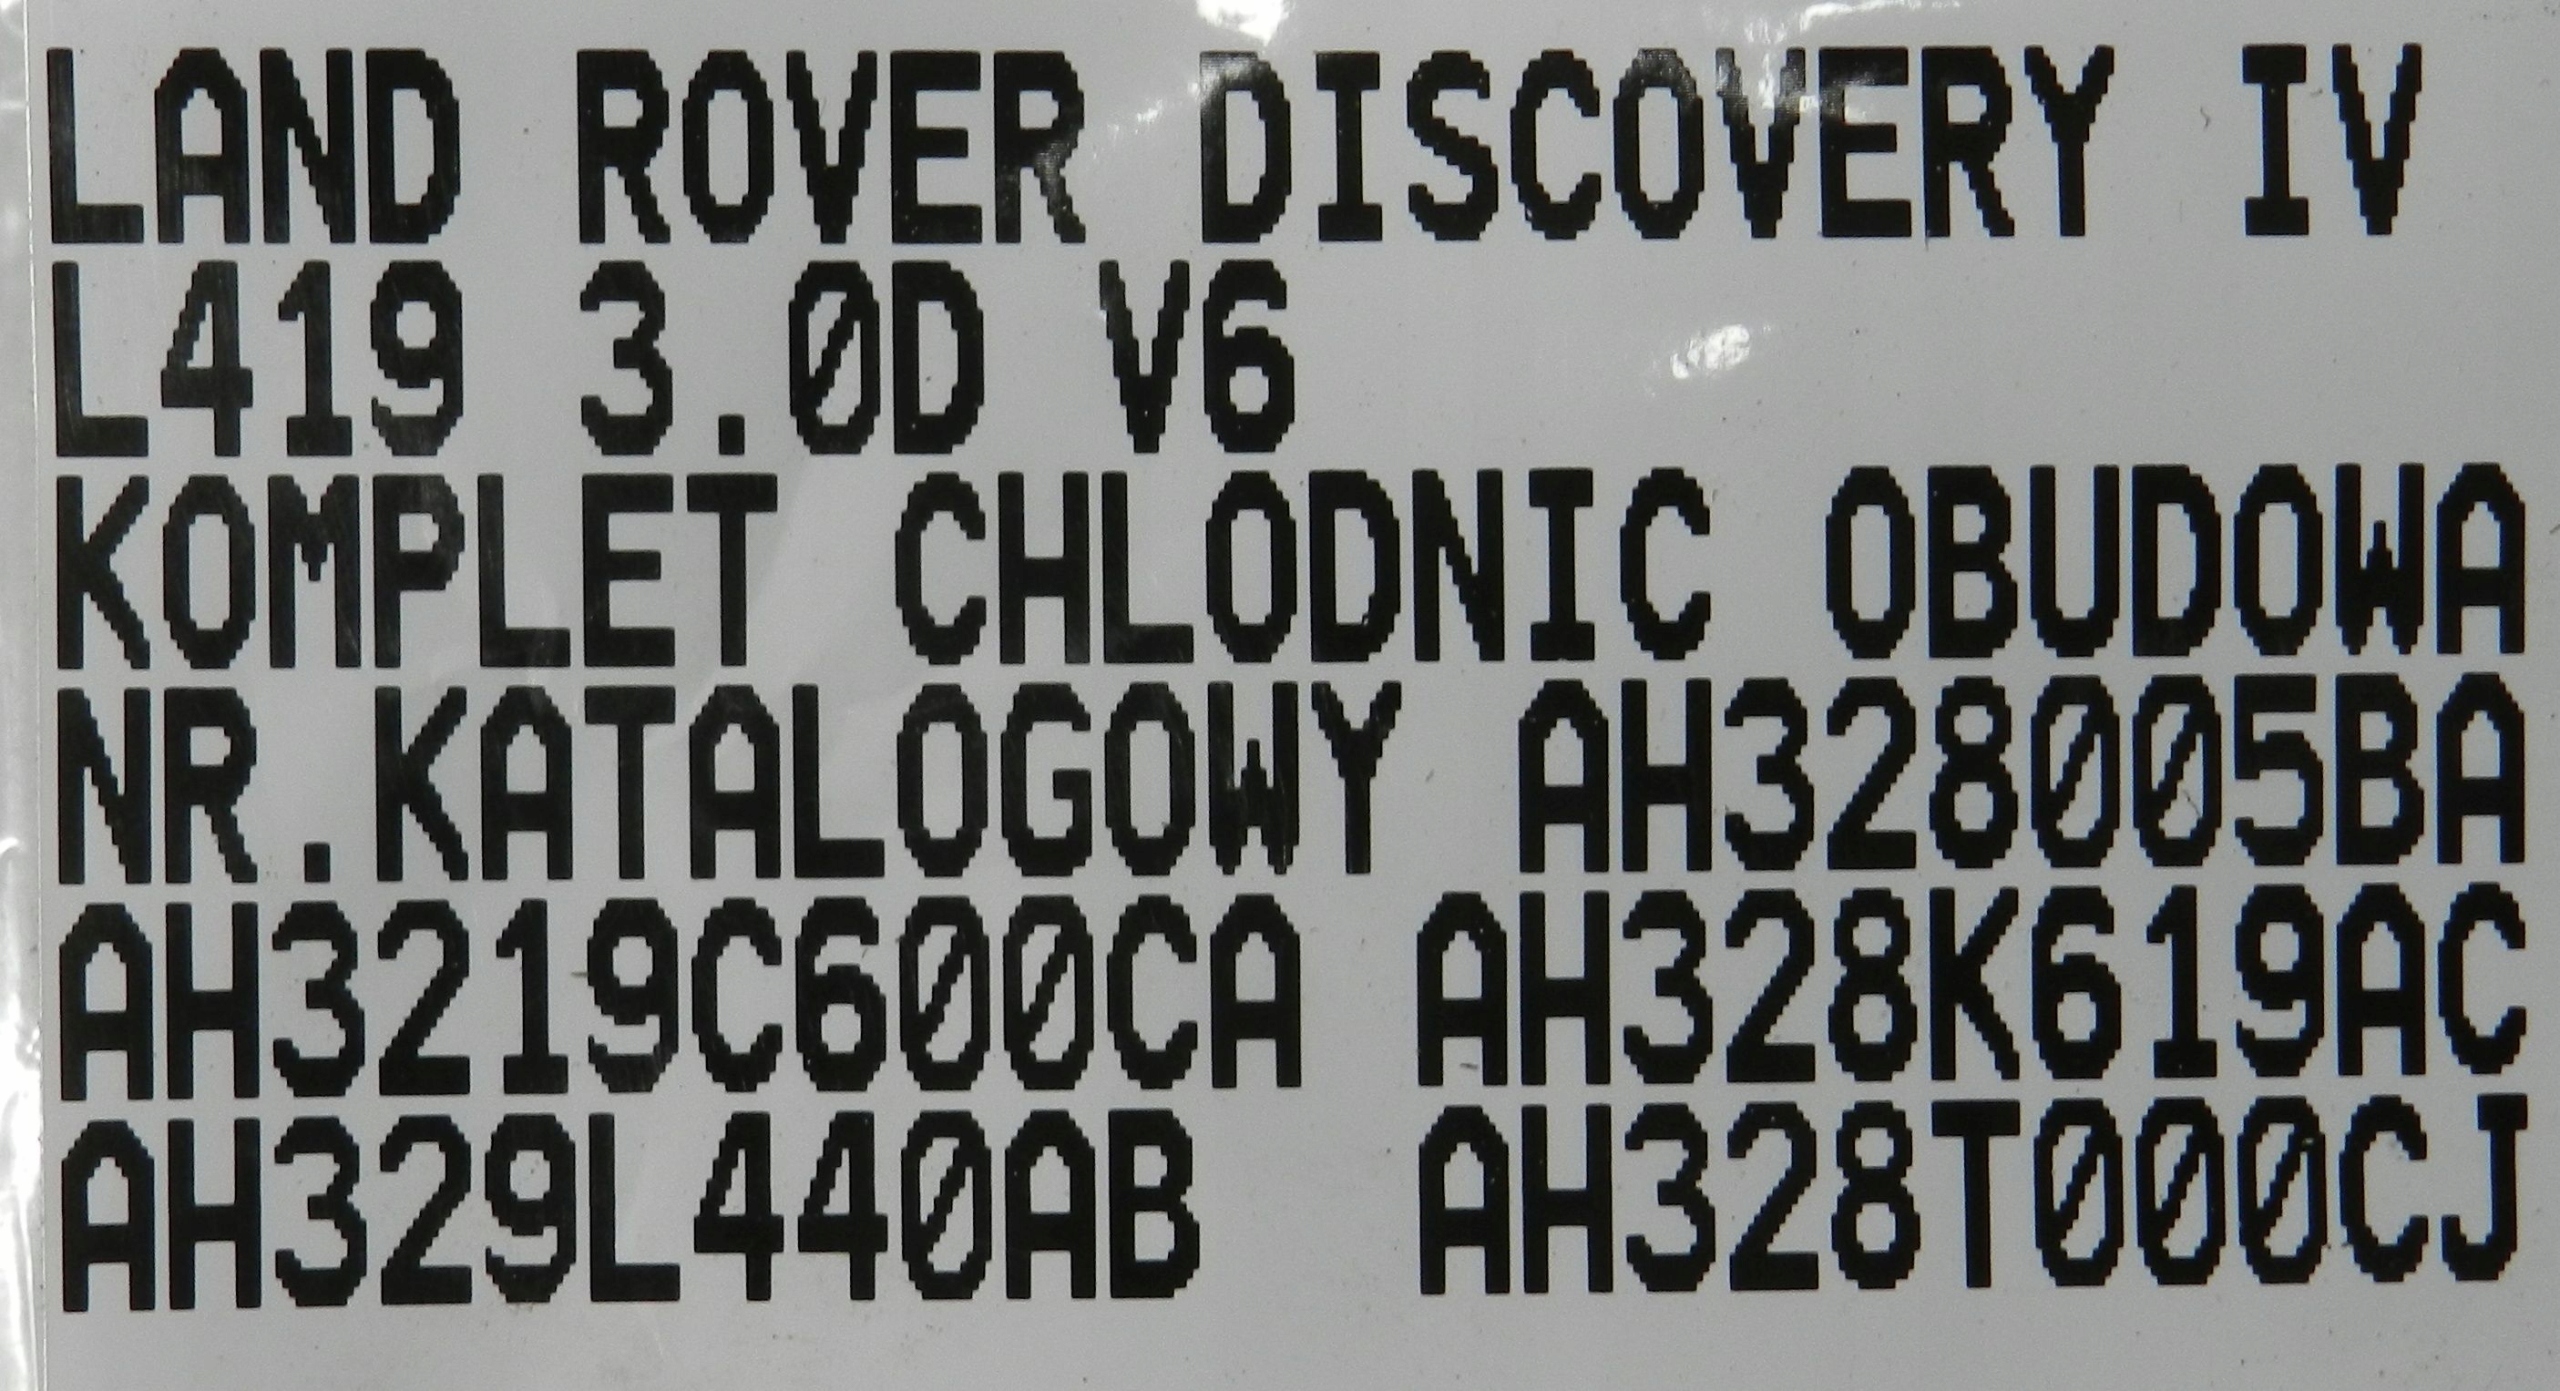 LAND ROVER DISCOVERY IV
L419 3.0D V6
KOMPLET CHLODNIC OBUDOWA
NR.KATALOGOWY AH328005BA
AH3219C600CA AH328K619AC
AH329L440AB AH328T000CJ